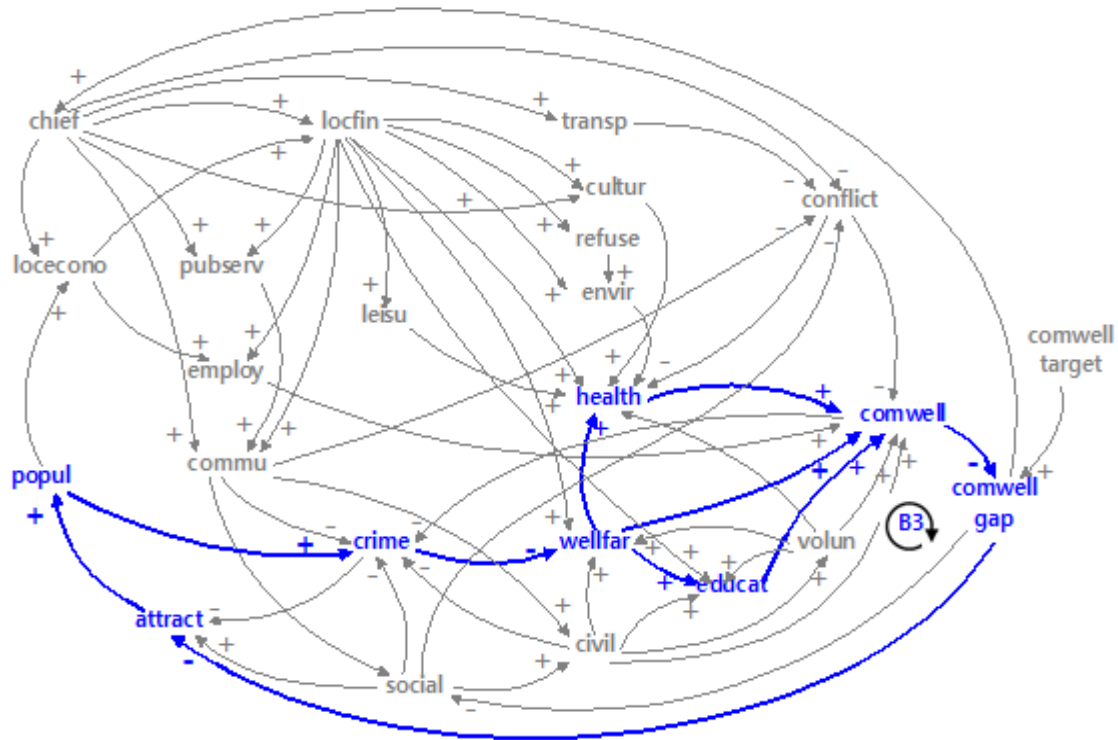 chief
locfin
transp
cultur
conflict
refuse
locecono
pubserv
envir
leisu
comwell
target
employ
health
comwell
commu
popul
comwell
gap
B3
crime
wellfar
volun
educat
attract
civil
social